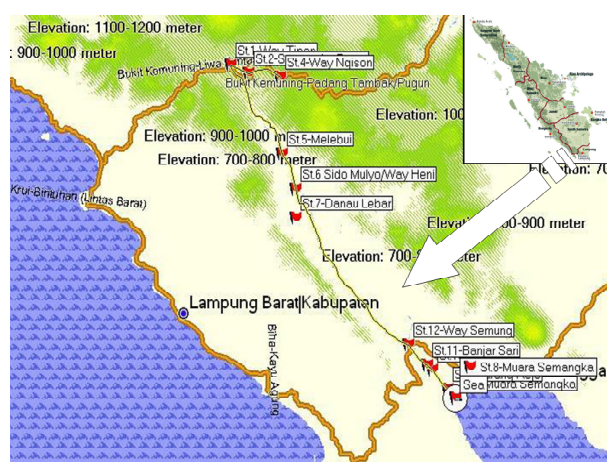 Elevation: 1100-1200 meter
: 900-1000 meter
St.1-Way Tipon
St.2-S
St.4-Way Ngison
Bukit Kemuning-Liwa
Bukit Kemuning-Padang Tambak/Pugun
Elevation: 100
Elevation: 900-1000 m
St.5-Melebui
Elevation: 700-800 meter
St.6 Sido Mulyo/Way Heni
Elevation: 70
Krui-Bintuhan (Lintas Barat)
St.7-Danau Lebar
Elevation: 00-900 meter
Elevation: 700- meter
Lampung Barat|Kabupaten
St.12-Way Semung
Biha-Kayu Agung
St.11-Banjar Sari
St.8-Muara Semangka
Sea
Muara Semangka